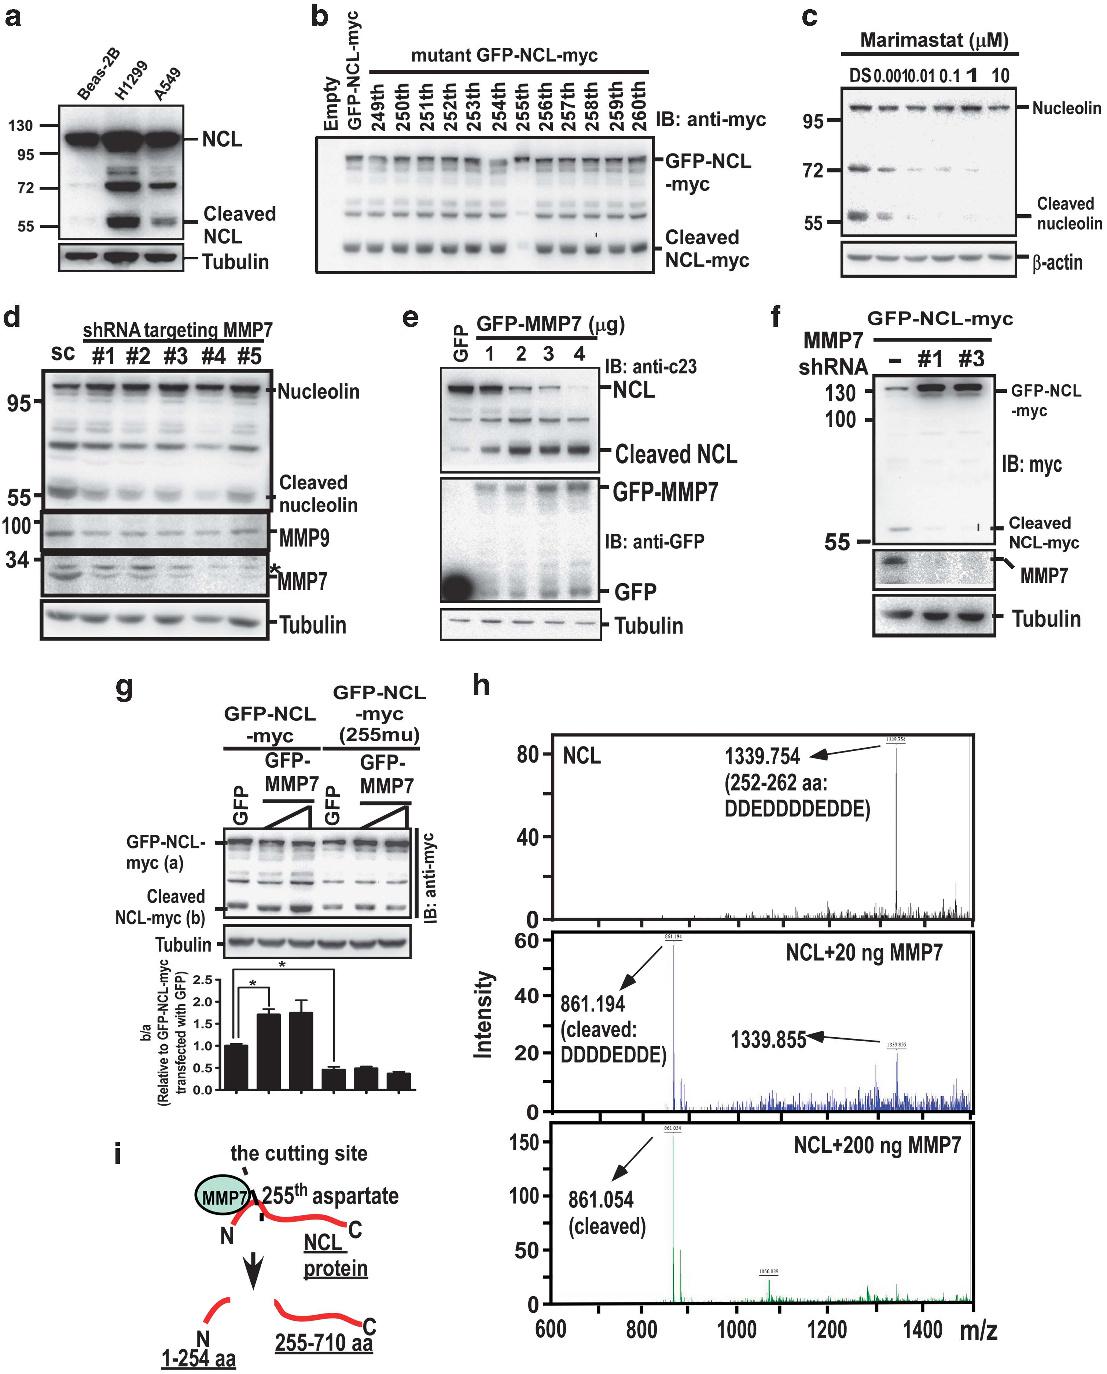 a
Beas-2B
H1299
A549
130
95
72
55
NCL
Cleaved
NCL
Tubulin
b
Empty
GFP-NCL-myc
mutant GFP-NCL-myc
249th
250th
251th
252th
253th
254th
255th
256th
257th
258th
259th
260th
IB: anti-myc
GFP-NCL
-myc
Cleaved
NCL-myc
c
Marimastat (µM)
DS 0.001 0.01 0.1 1 10
95
72
55
Nucleolin
Cleaved
nucleolin
β-actin
d
shRNA targeting MMP7
sc #1 #2 #3 #4 #5
95
55
100
34
Nucleolin
Cleaved
nucleolin
MMP9
*
MMP7
Tubulin
e
GFP
GFP-MMP7 (µg)
1 2 3 4
IB: anti-c23
NCL
Cleaved NCL
GFP-MMP7
IB: anti-GFP
GFP
Tubulin
f
GFP-NCL-myc
MMP7
shRNA
– #1 #3
130
100
55
GFP-NCL
-myc
IB: myc
Cleaved
NCL-myc
MMP7
Tubulin
g
GFP-NCL
-myc
GFP-NCL
-myc
(255mu)
GFP
GFP-
MMP7
GFP
GFP-
MMP7
GFP-NCL-
myc (a)
Cleaved
NCL-myc (b)
IB: anti-myc
Tubulin
b/a
(Relative to GFP-NCL-myc
transfected with GFP)
2.5
2.0
1.5
1.0
0.5
0.0
*
*
h
Intensity
80
40
0
NCL
1339.754
(252-262 aa:
DDEDDDDEDDE)
1339.754
60
40
20
0
NCL+20 ng MMP7
861.194
861.194
(cleaved:
DDDDEDDE)
1339.855
1339.855
150
100
50
0
NCL+200 ng MMP7
861.054
861.054
(cleaved)
600 800 1000 1200 1400 m/z
i
the cutting site
MMP7
255th aspartate
N
C
NCL
protein
N
1-254 aa
C
255-710 aa